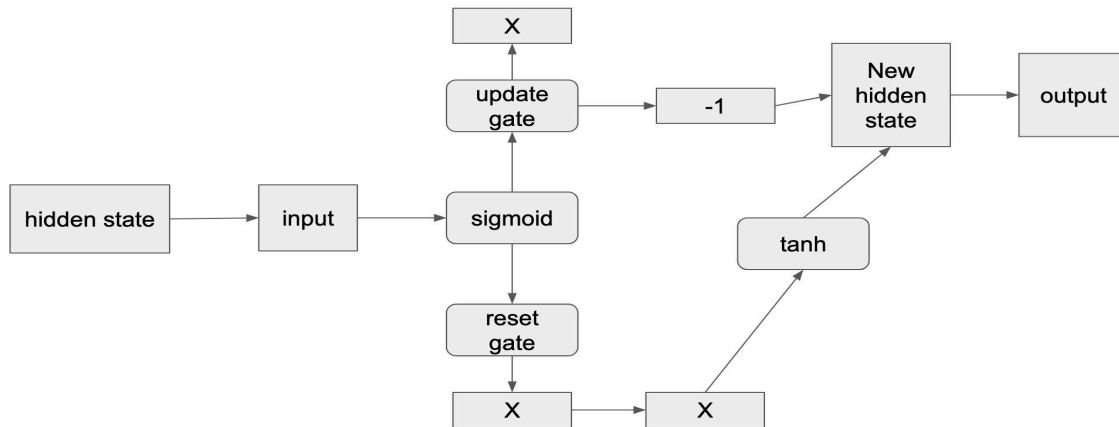 X
update
gate
-1
New
hidden
state
output
hidden state
input
sigmoid
tanh
reset
gate
X
X